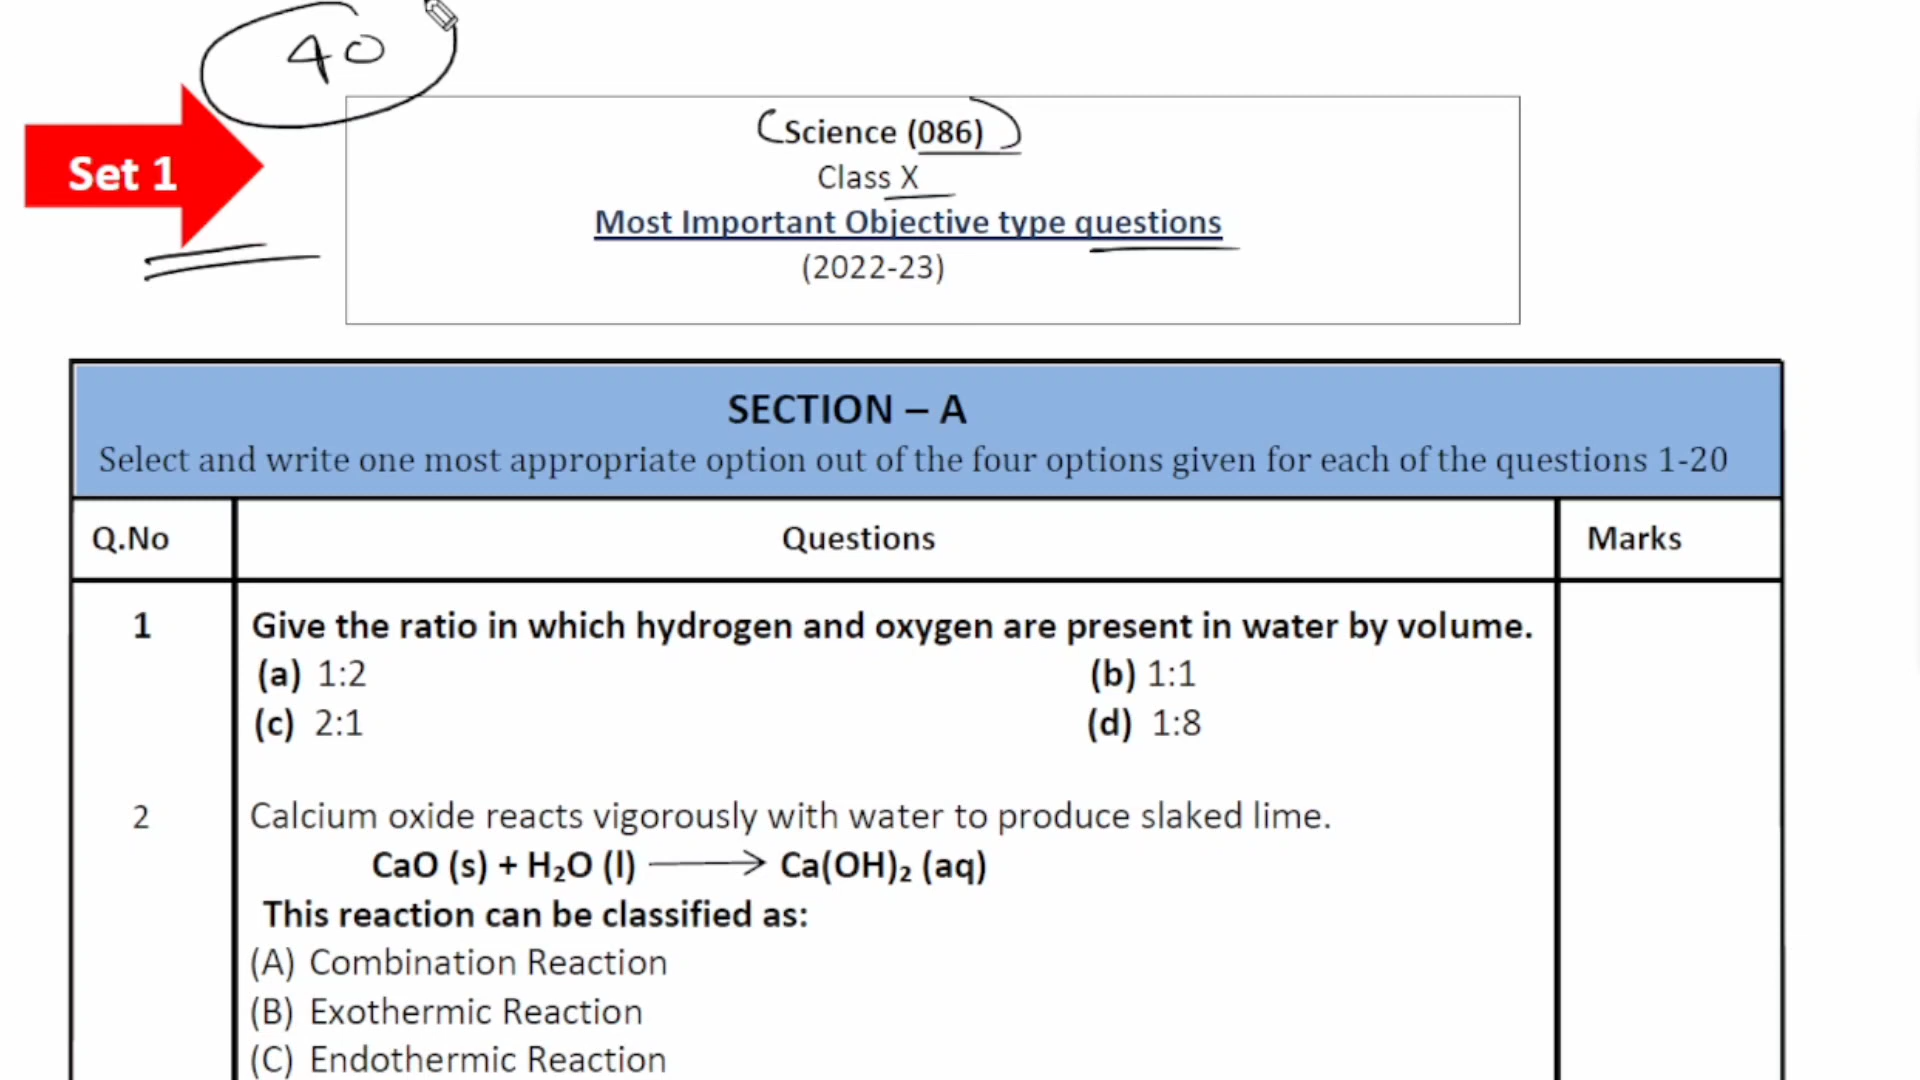 40
Set 1
Science (086)
Class X
Most Important Objective type questions
(2022-23)
SECTION – A
Select and write one most appropriate option out of the four options given for each of the questions 1-20
Q.No Questions Marks
1 Give the ratio in which hydrogen and oxygen are present in water by volume.
(a) 1:2 (b) 1:1
(c) 2:1 (d) 1:8
2 Calcium oxide reacts vigorously with water to produce slaked lime.
CaO (s) + H₂O (l) ⟶ Ca(OH)₂ (aq)
This reaction can be classified as:
(A) Combination Reaction
(B) Exothermic Reaction
(C) Endothermic Reaction